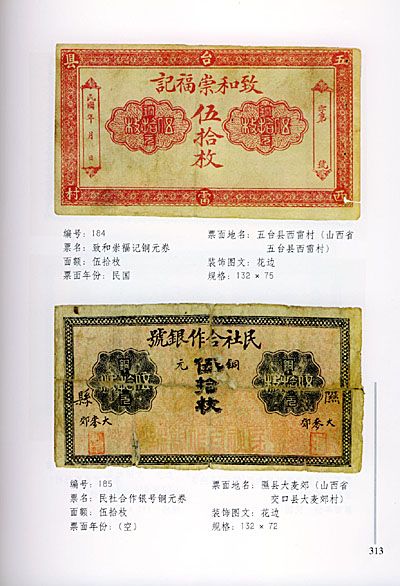 五台縣
致和崇福記
伍拾枚
民國 年 月 日
字第 號
西雷村
编号：184
票名：致和崇福记铜元券
面额：伍拾枚
票面年份：民国
票面地名：五台县西雷村（山西省
五台县西雷村）
装饰图文：花边
规格：132 × 75
民社合作銀號
銅元
伍拾枚
隰縣
大麥郊
大麥郊
编号：185
票名：民社合作银号铜元券
面额：伍拾枚
票面年份：（空）
票面地名：隰县大麦郊（山西省
交口县大麦郊村）
装饰图文：花边
规格：132 × 72
313